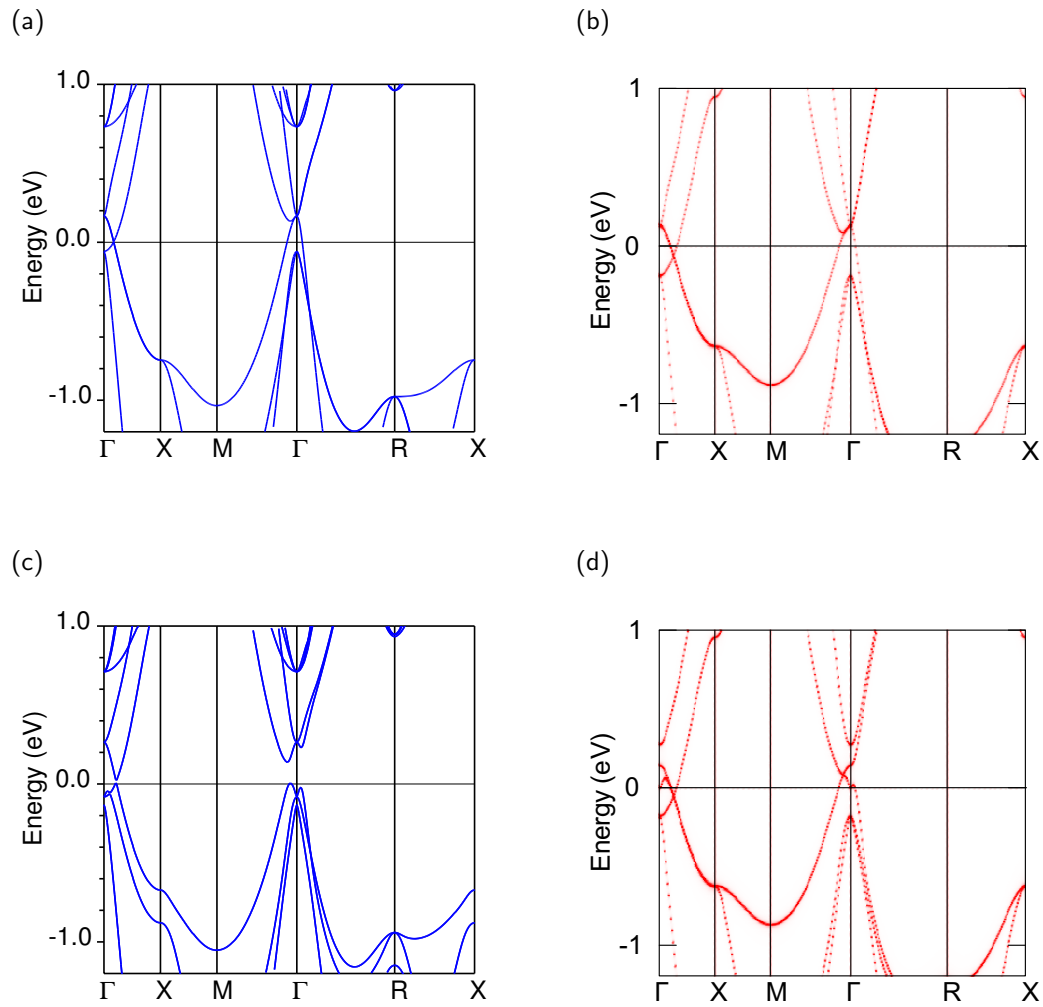 (a)
1.0
0.0
-1.0
Energy (eV)
Γ X M Γ R X
(b)
1
0
-1
Energy (eV)
Γ X M Γ R X
(c)
1.0
0.0
-1.0
Energy (eV)
Γ X M Γ R X
(d)
1
0
-1
Energy (eV)
Γ X M Γ R X